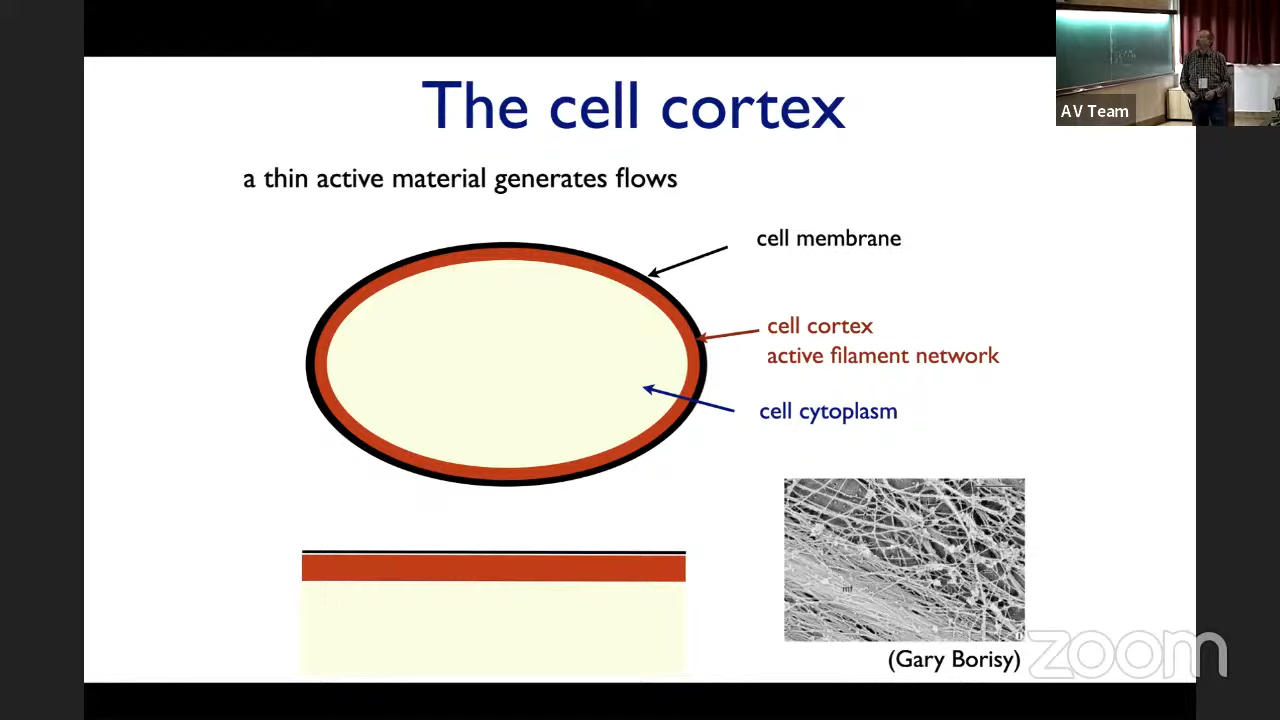 The cell cortex
AV Team
a thin active material generates flows
cell membrane
cell cortex
active filament network
cell cytoplasm
mf
(Gary Borisy)
zoom